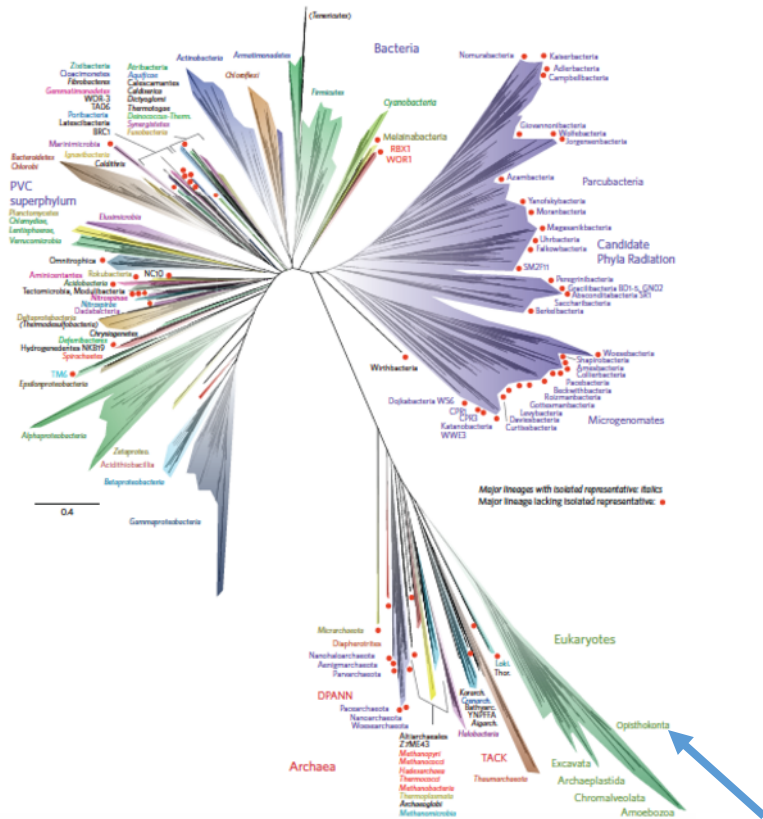 (Tenericutes)
Bacteria
Nomurabacteria
Kaiserbacteria
Adlerbacteria
Campbellbacteria
Zixibacteria
Cloacimonetes
Fibrobacteres
Gemmatimonadetes
WOR-3
TA06
Poribacteria
Latescibacteria
BRC1
Atribacteria
Aquificae
Calescamantes
Caldiserica
Dictyoglomi
Thermotogae
Deinococcus-Therm.
Synergistetes
Fusobacteria
Actinobacteria
Armatimonadetes
Chloroflexi
Firmicutes
Cyanobacteria
Melainabacteria
RBX1
WOR1
Giovannonibacteria
Wolfebacteria
Jorgensenbacteria
Marinimicrobia
Bacteroidetes
Chlorobi
Ignavibacteria
Caldithrix
Azambacteria
Parcubacteria
PVC
superphylum
Planctomycetes
Chlamydiae,
Lentisphaerae,
Verrucomicrobia
Elusimicrobia
Yanofskybacteria
Moranbacteria
Magasanikbacteria
Uhrbacteria
Falkowbacteria
Candidate
Phyla Radiation
SM2F11
Omnitrophica
Aminicentantes
Rokubacteria
NC10
Acidobacteria
Tectomicrobia, Modulibacteria
Nitrospinae
Nitrospirae
Dadabacteria
Peregrinibacteria
Gracilibacteria BD1-5, GN02
Absconditabacteria SR1
Saccharibacteria
Berkelbacteria
Deltaprotebacteria
(Thermodesulfobacteria)
Chrysiogenetes
Deferribacteres
Hydrogenedentes NKB19
Spirochaetes
TM6
Epsilonproteobacteria
Wirthbacteria
Woesebacteria
Shapirobacteria
Amesbacteria
Collierbacteria
Pacebacteria
Beckwithbacteria
Roizmanbacteria
Gottesmanbacteria
Levybacteria
Daviesbacteria
Curtissbacteria
Dojkabacteria WS6
CPR1
CPR3
Katanobacteria
WWE3
Microgenomates
Alphaproteobacteria
Zetaproteo.
Acidithiobacillia
Betaproteobacteria
Gammaproteobacteria
0.4
Major lineages with isolated representative: italics
Major lineage lacking isolated representative:
Micrarchaeota
Diapherotrites
Nanohaloarchaeota
Aenigmarchaeota
Parvarchaeota
DPANN
Pacearchaeota
Nanoarchaeota
Woesearchaeota
Archaea
Altiarchaeales
Z7ME43
Methanopyri
Methanococci
Hadesarchaea
Thermococci
Methanobacteria
Thermoplasmata
Archaeoglobi
Methanomicrobia
Halobacteria
Korarch.
Crenarch.
Bathyarc.
YNPFFA
Aigarch.
TACK
Thaumarchaeota
Loki.
Thor.
Eukaryotes
Opisthokonta
Excavata
Archaeplastida
Chromalveolata
Amoebozoa